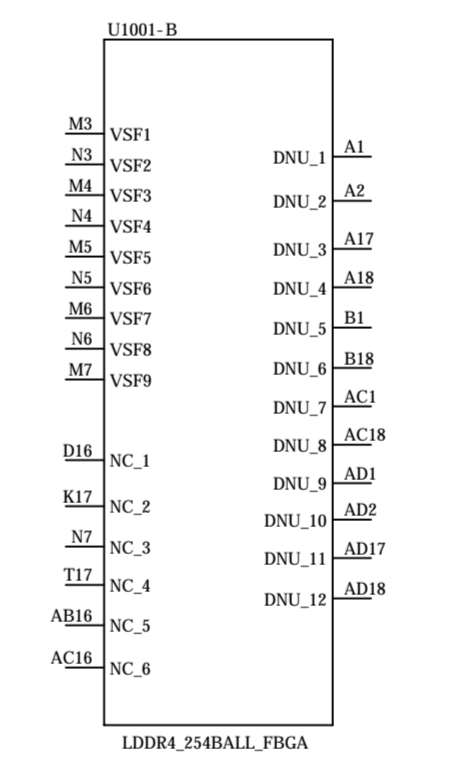 U1001-B
M3 VSF1
N3 VSF2
M4 VSF3
N4 VSF4
M5 VSF5
N5 VSF6
M6 VSF7
N6 VSF8
M7 VSF9
D16 NC_1
K17 NC_2
N7 NC_3
T17 NC_4
AB16 NC_5
AC16 NC_6
DNU_1 A1
DNU_2 A2
DNU_3 A17
DNU_4 A18
DNU_5 B1
DNU_6 B18
DNU_7 AC1
DNU_8 AC18
DNU_9 AD1
DNU_10 AD2
DNU_11 AD17
DNU_12 AD18
LDDR4_254BALL_FBGA